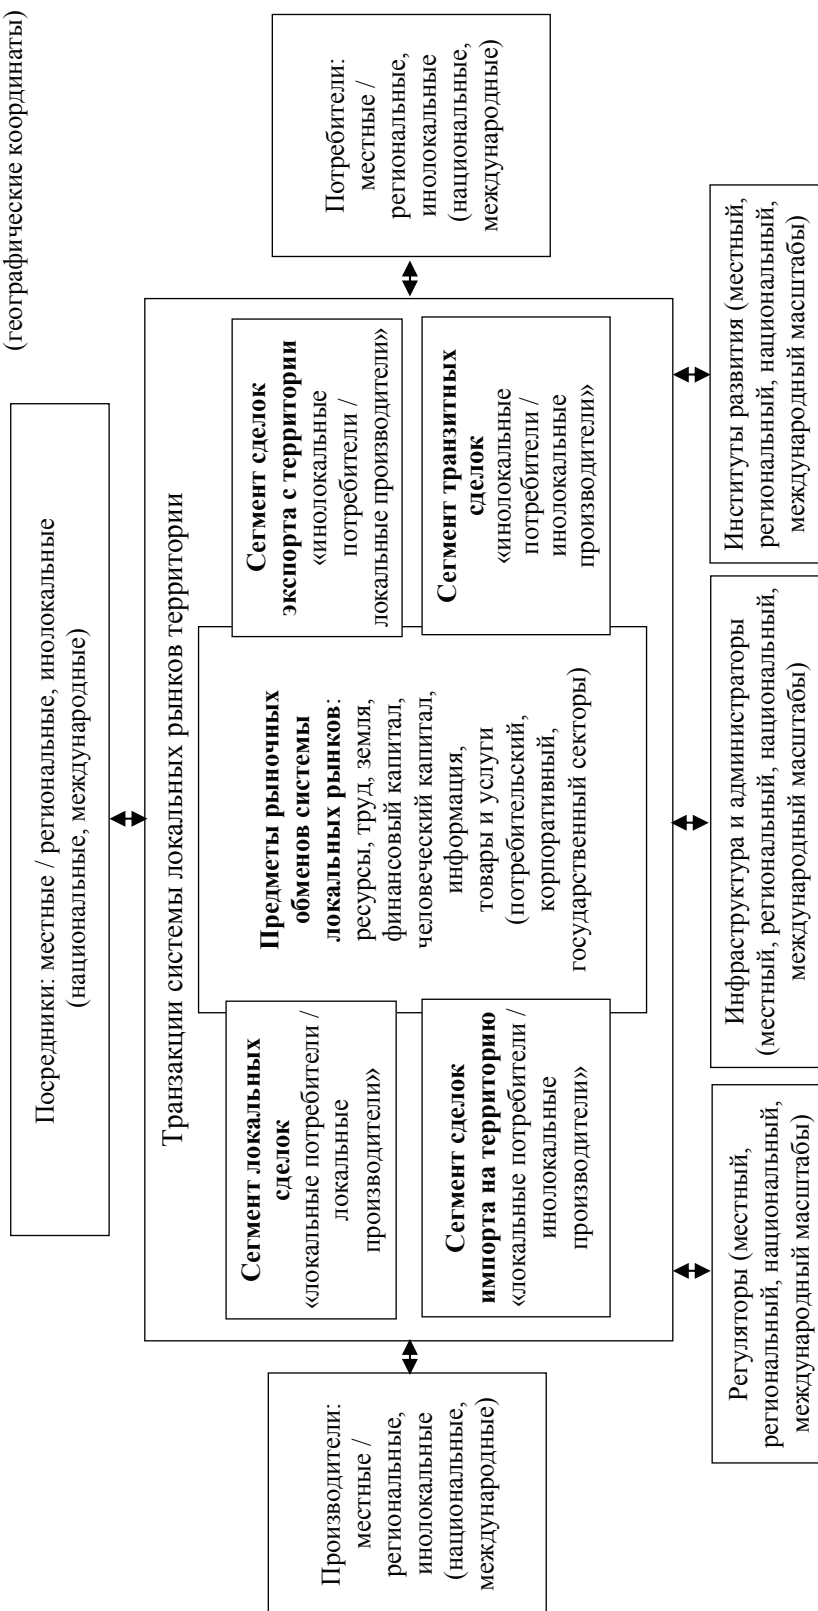 (географические координаты)
Посредники: местные / региональные, инолокальные
(национальные, международные)
Транзакции системы локальных рынков территории
Производители:
местные /
региональные,
инолокальные
(национальные,
международные)
Сегмент локальных
сделок
«локальные потребители /
локальные
производители»
Сегмент сделок
импорта на территорию
«локальные потребители /
инолокальные
производители»
Предметы рыночных
обменов системы
локальных рынков:
ресурсы, труд, земля,
финансовый капитал,
человеческий капитал,
информация,
товары и услуги
(потребительский,
корпоративный,
государственный секторы)
Сегмент сделок
экспорта с территории
«инолокальные
потребители /
локальные производители»
Сегмент транзитных
сделок
«инолокальные
потребители /
инолокальные
производители»
Потребители:
местные /
региональные,
инолокальные
(национальные,
международные)
Регуляторы (местный,
региональный, национальный,
международный масштабы)
Инфраструктура и администраторы
(местный, региональный, национальный,
международный масштабы)
Институты развития (местный,
региональный, национальный,
международный масштабы)